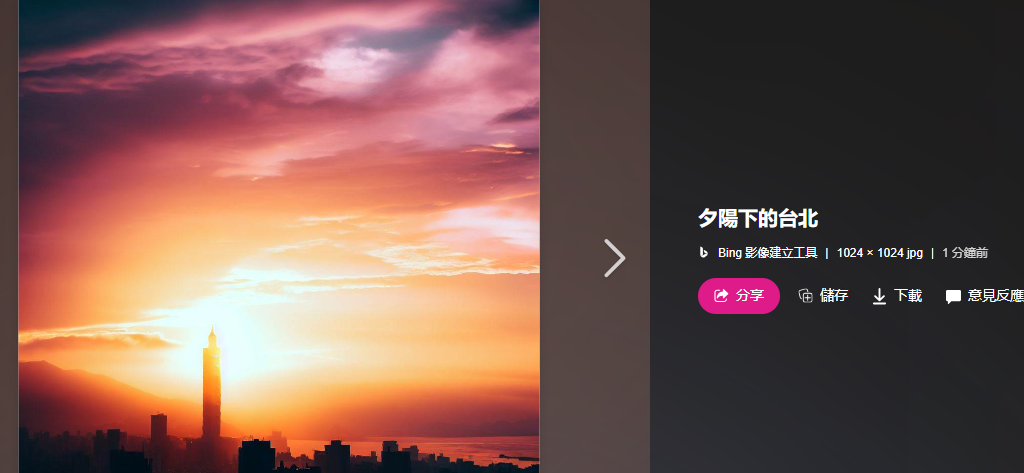 夕陽下的台北
Bing 影像建立工具 | 1024 × 1024 jpg | 1 分鐘前
分享 儲存 下載 意見反應